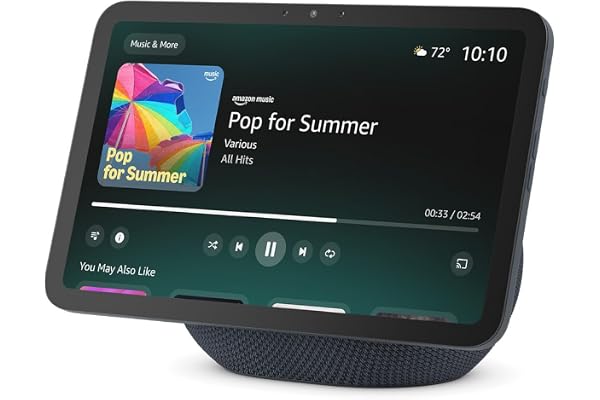 Music & More
72°
10:10
music
Pop
for Summer
amazon music
Pop for Summer
Various
All Hits
00:33 / 02:54
You May Also Like